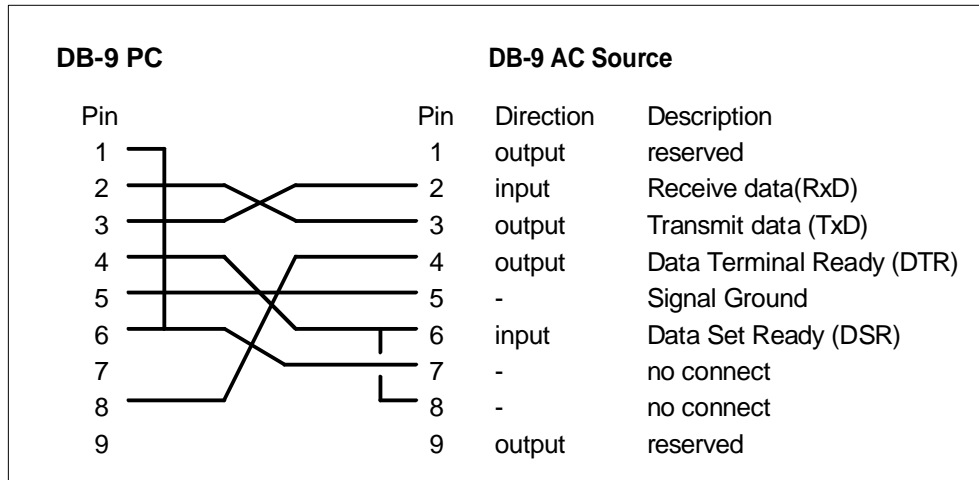 DB-9 PC DB-9 AC Source
Pin Pin Direction Description
1 1 output reserved
2 2 input Receive data(RxD)
3 3 output Transmit data (TxD)
4 4 output Data Terminal Ready (DTR)
5 5 - Signal Ground
6 6 input Data Set Ready (DSR)
7 7 - no connect
8 8 - no connect
9 9 output reserved